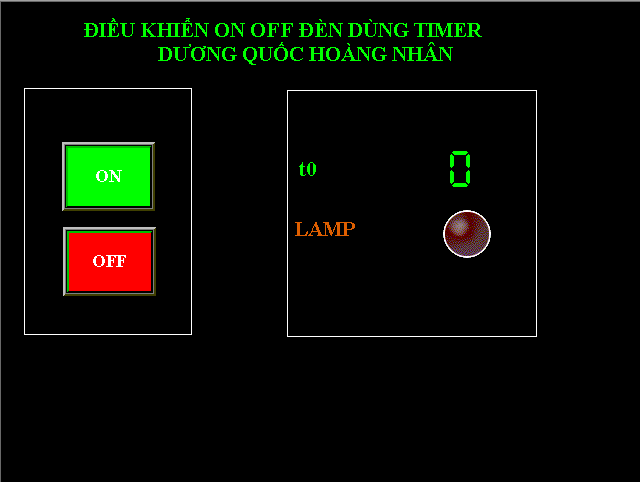 ĐIỀU KHIỂN ON OFF ĐÈN DÙNG TIMER
DƯƠNG QUỐC HOÀNG NHÂN
ON
OFF
t0
0
LAMP